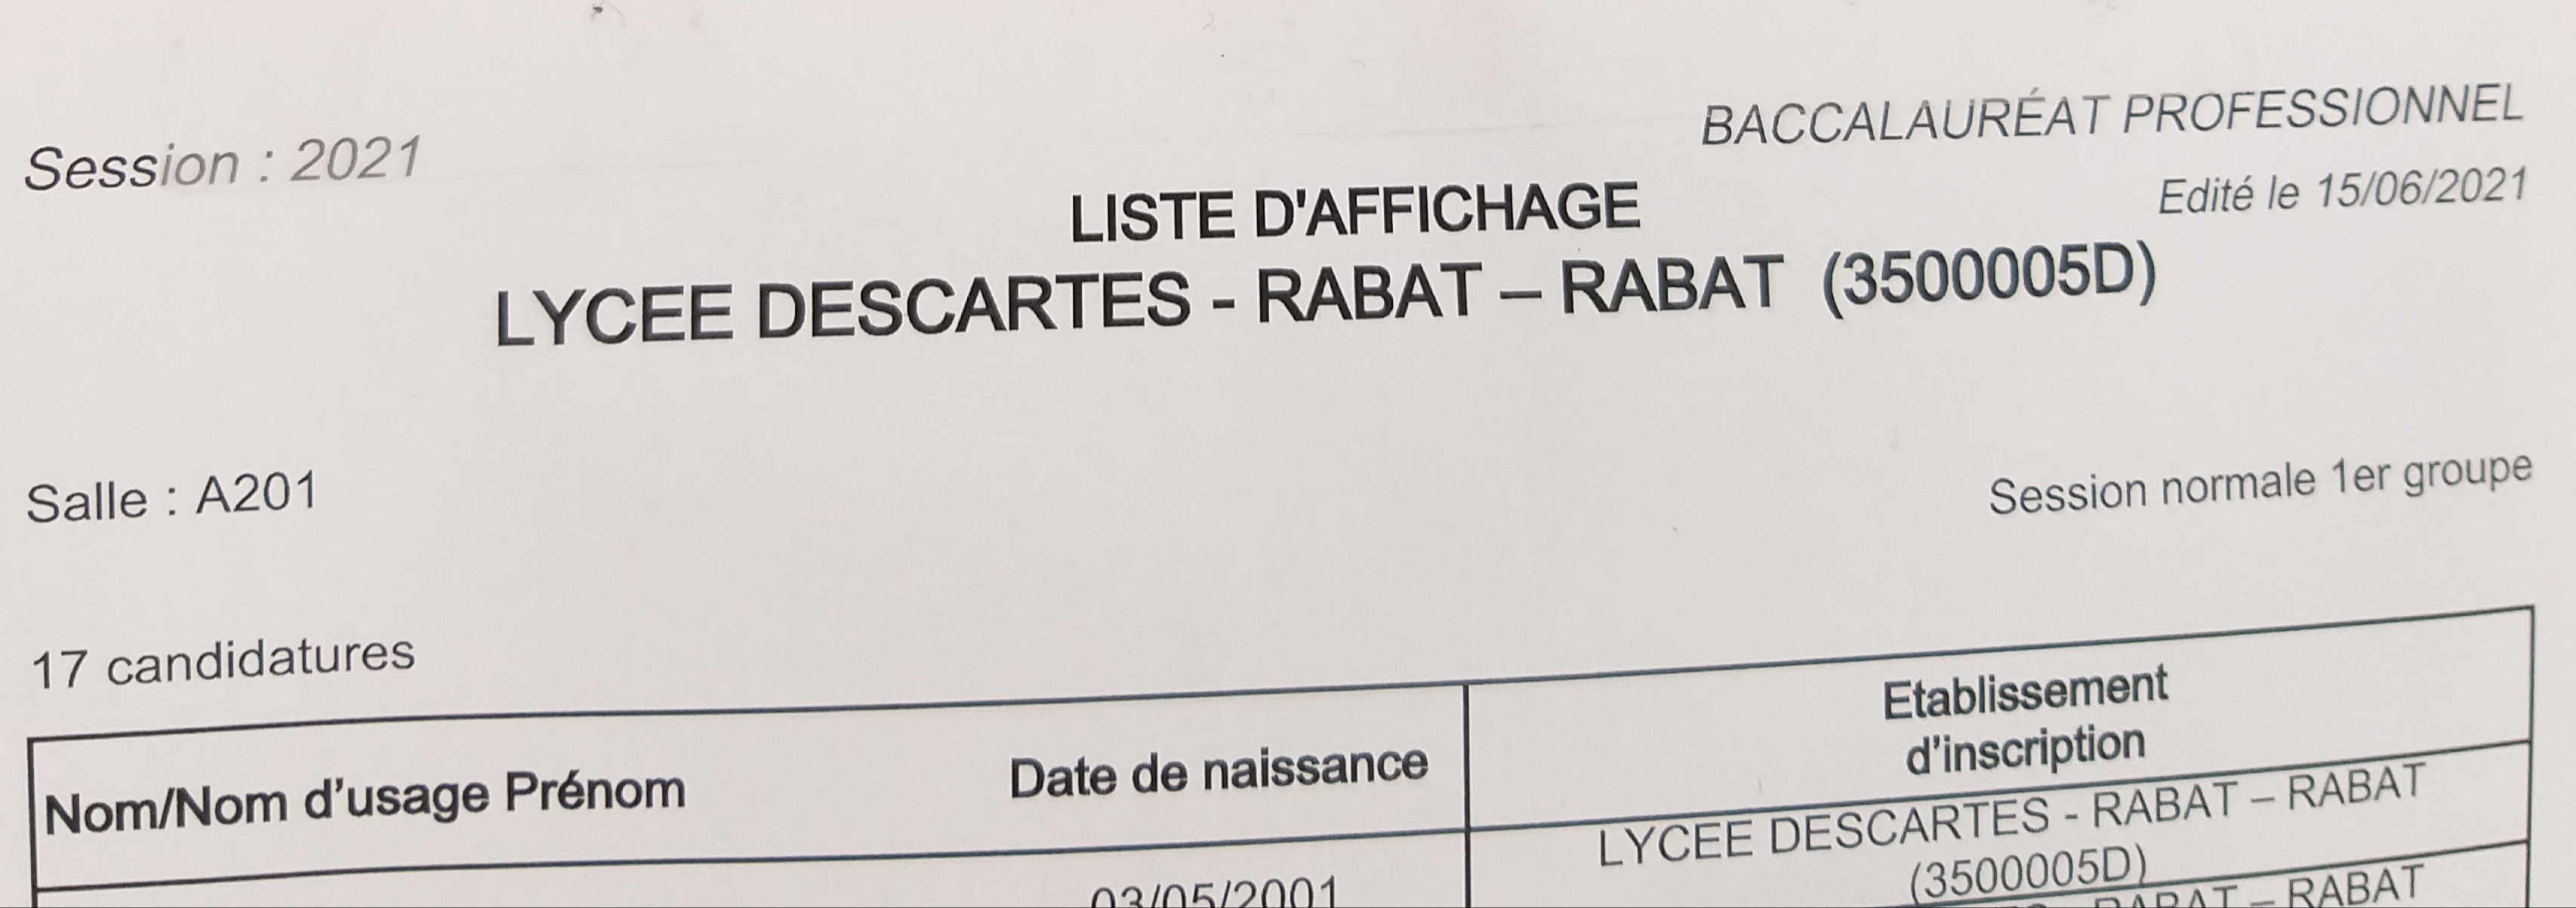 BACCALAURÉAT PROFESSIONNEL
Session : 2021
Edité le 15/06/2021
LISTE D'AFFICHAGE
LYCEE DESCARTES - RABAT – RABAT (3500005D)
Salle : A201
Session normale 1er groupe
17 candidatures
Nom/Nom d'usage Prénom
Date de naissance
Etablissement
d'inscription
LYCEE DESCARTES - RABAT – RABAT
(3500005D)
03/05/2001
RABAT – RABAT